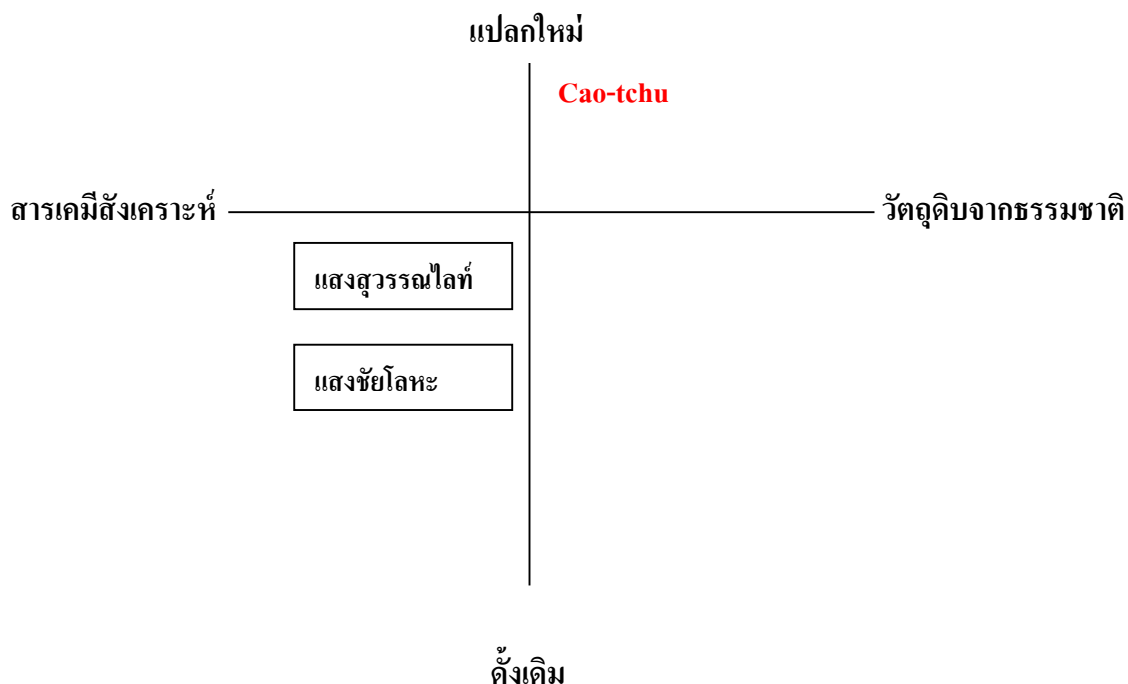 แปลกใหม่
Cao-tchu
สารเคมีสังเคราะห์
วัตถุดิบจากธรรมชาติ
แสงสุวรรณไลท์
แสงชัยโลหะ
ดั้งเดิม